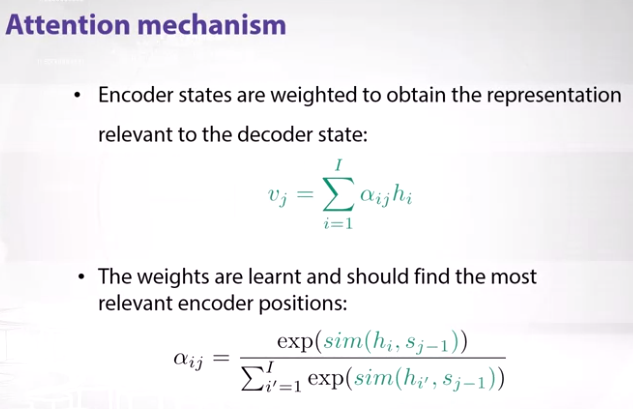 Attention mechanism
• Encoder states are weighted to obtain the representation
relevant to the decoder state:
v_j = \sum_{i=1}^{I} α_{ij} h_i
• The weights are learnt and should find the most
relevant encoder positions:
α_{ij} = \frac{exp(sim(h_i, s_{j-1}))}{\sum_{i'=1}^{I} exp(sim(h_{i'}, s_{j-1}))}